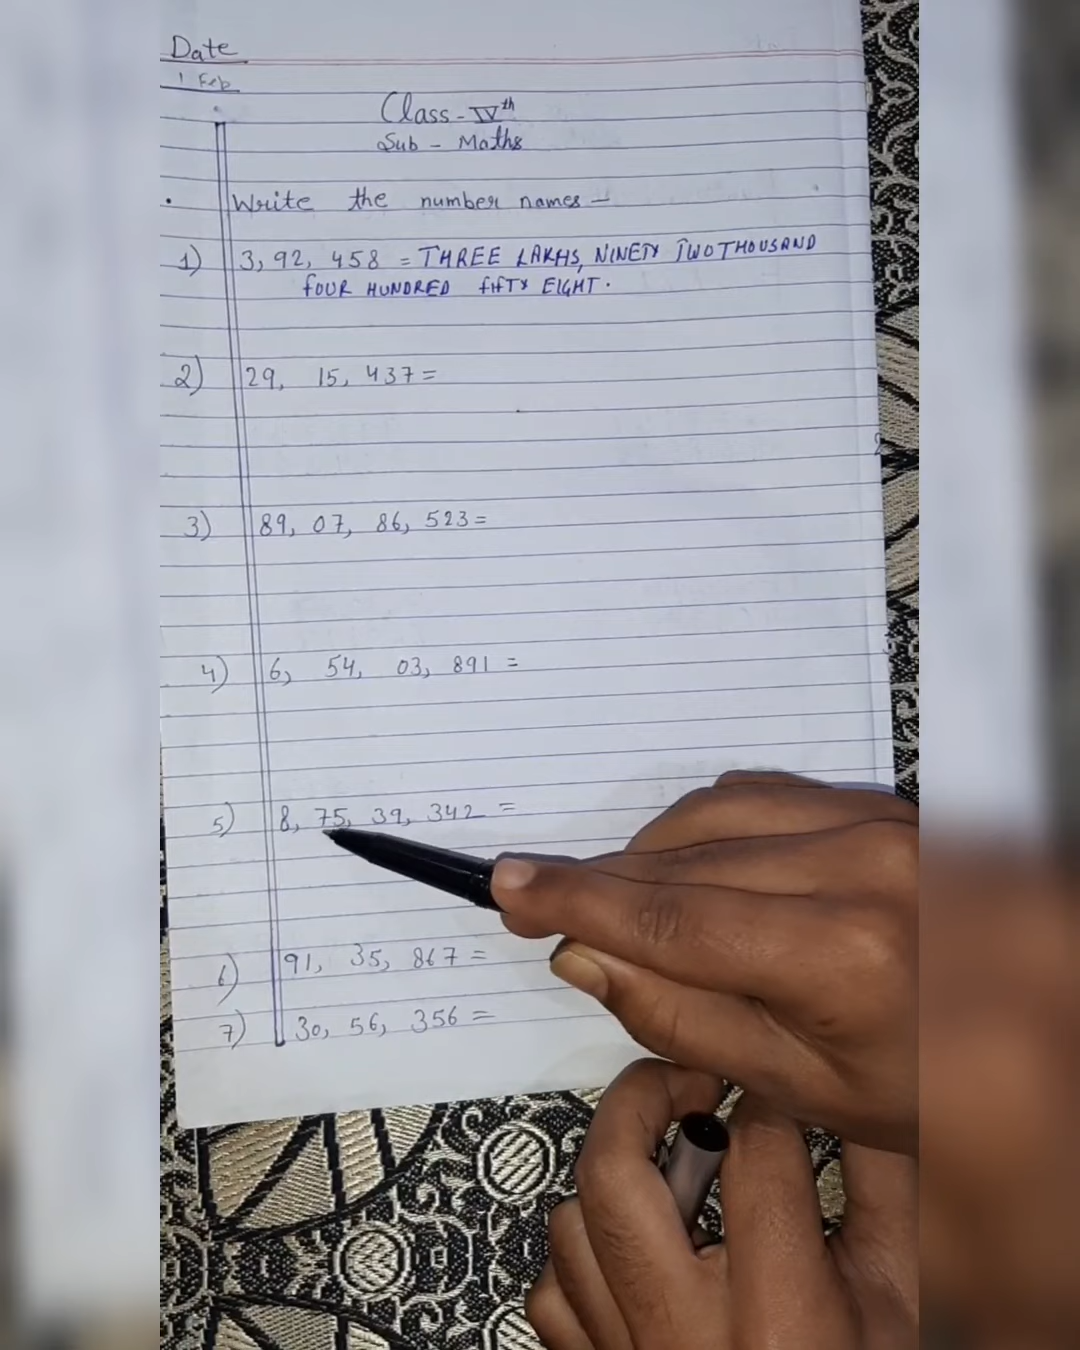 Date
1 Feb
Class - IVth
Sub - Maths
Write the number names -
1) 3, 92, 458 = THREE LAKHS, NINETY TWO THOUSAND
FOUR HUNDRED FIFTY EIGHT.
2) 29, 15, 437 =
3) 89, 07, 86, 523 =
4) 6, 54, 03, 891 =
5) 8, 75, 39, 342 =
6) 91, 35, 867 =
7) 30, 56, 356 =